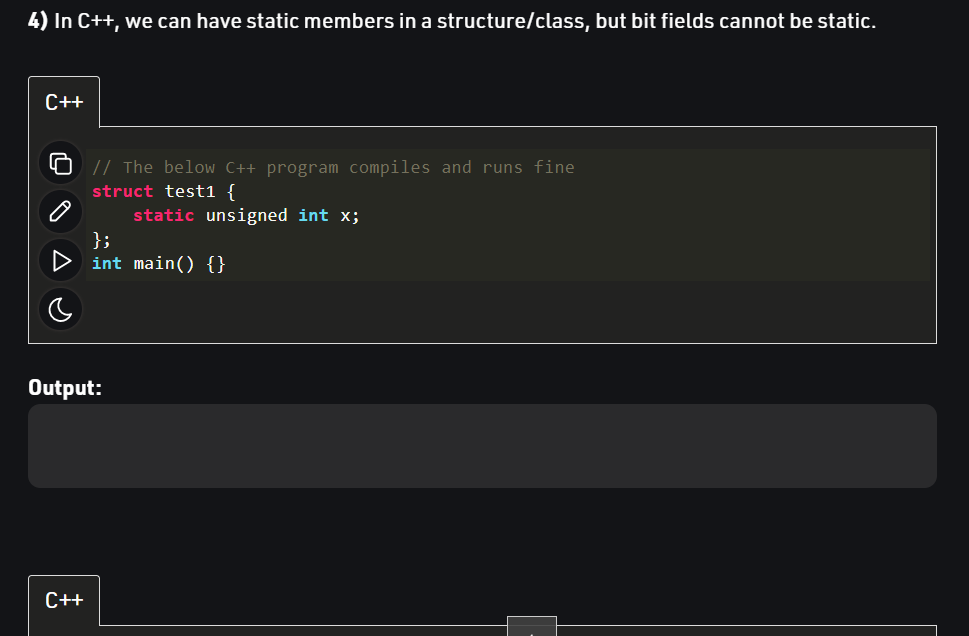 4) In C++, we can have static members in a structure/class, but bit fields cannot be static.
C++
// The below C++ program compiles and runs fine
struct test1 {
    static unsigned int x;
};
int main() {}
Output:
C++